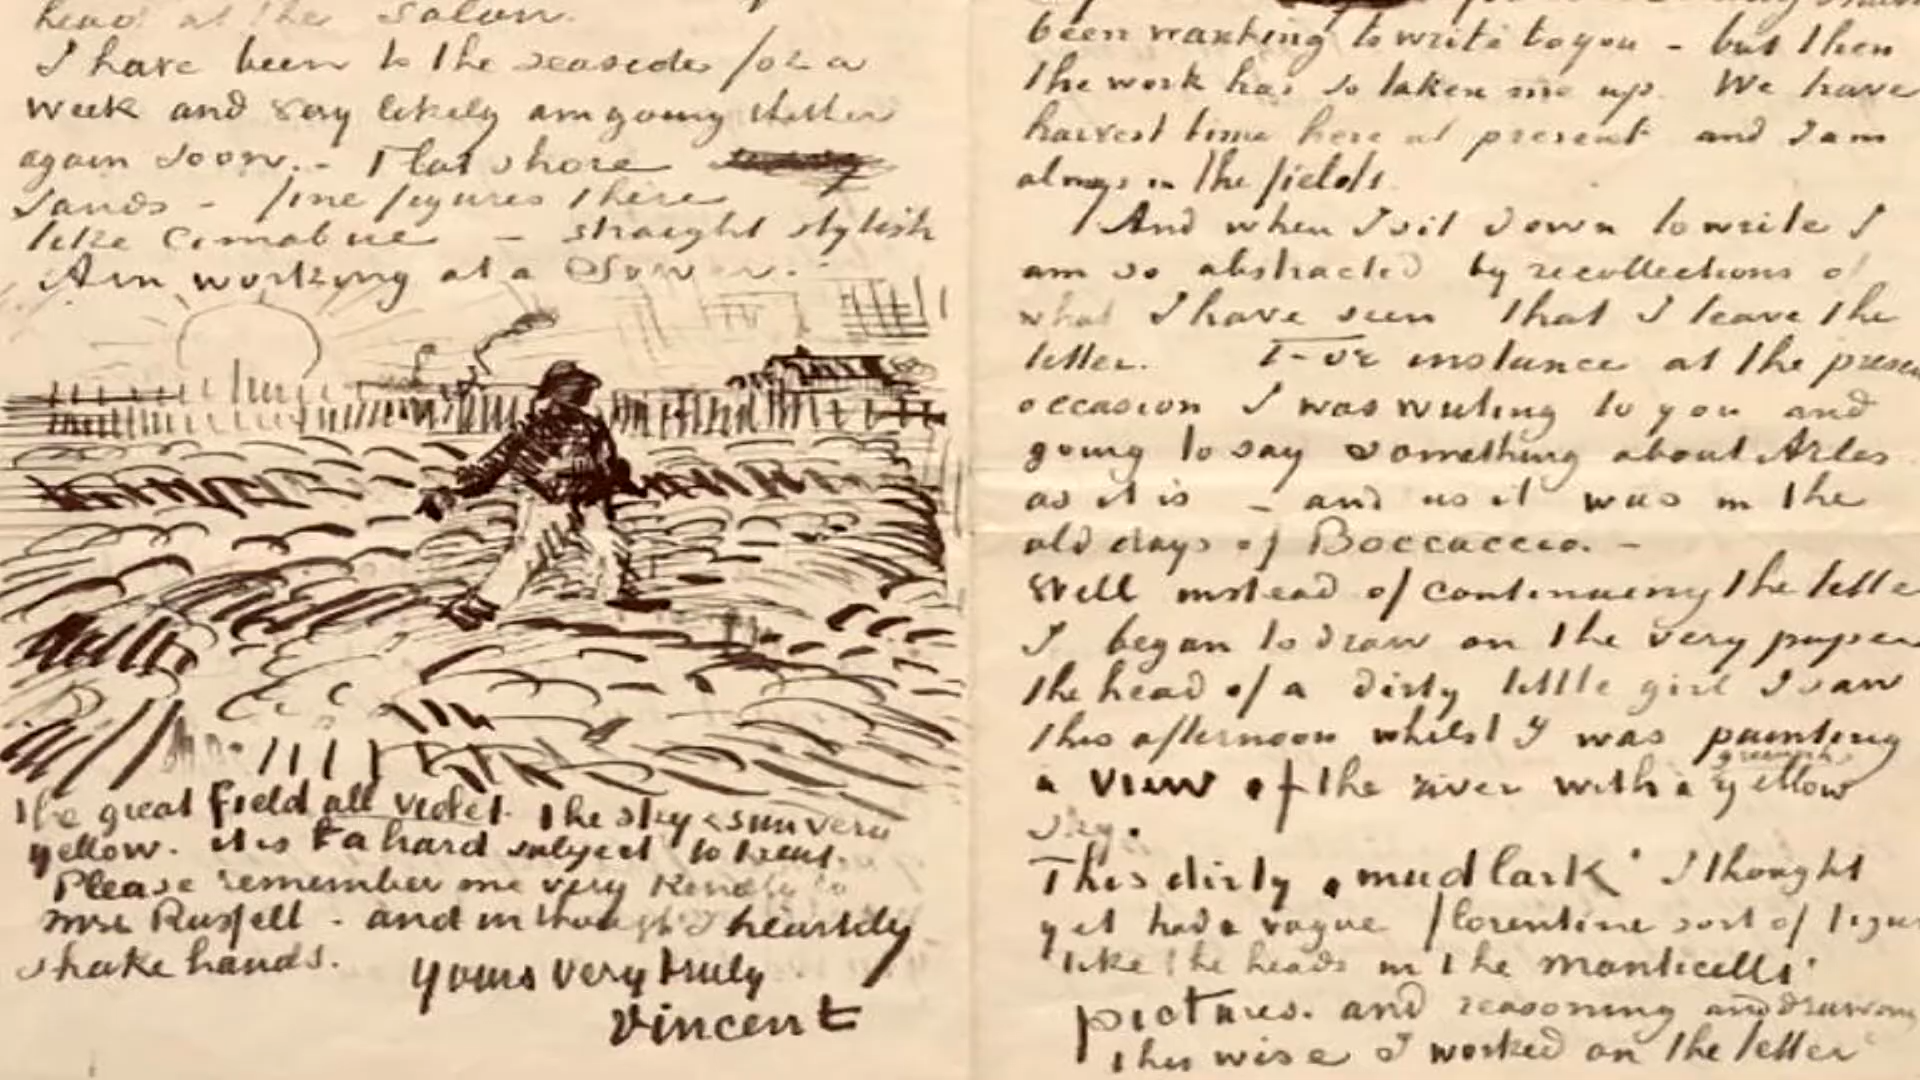 head at the Salon.
I have been to the seaside for a
week and very likely am going thither
again soon. - Flat shore
sands - fine figures there
like Cimabue - straight stylish
Am working at a Sower.
the great field all violet. the sky & sun very
yellow. it is a hard subject to treat.
Please remember me very kindly to
mrs Russell - and in thought I heartily
shake hands.
yours very truly
Vincent
been wanting to write to you - but then
the work has so taken me up. We have
harvest time here at present and I am
always in the fields.
And when I sit down to write I
am so abstracted by recollections of
what I have seen that I leave the
letter. For instance at the present
occasion I was writing to you and
going to say something about Arles
as it is - and as it was in the
old days of Boccaccio. -
Well instead of continuing the letter
I began to draw on the very paper
the head of a dirty little girl I saw
this afternoon whilst I was painting
a view of the river with a greenish yellow
sky.
This dirty „mudlark" I thought
yet had a vague florentine sort of figure
like the heads in the monticelli
pictures. and reasoning and drawing
this wise I worked on the letter